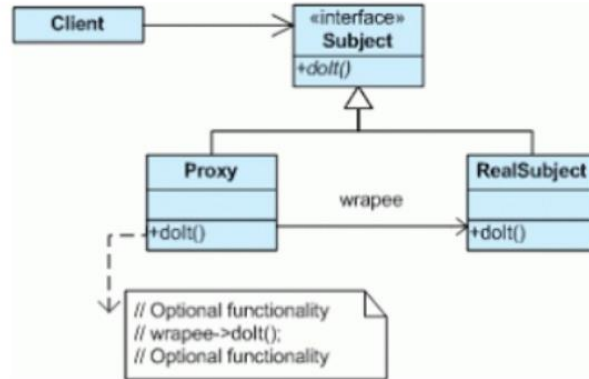 Client
«interface»
Subject
+doIt()
Proxy
RealSubject
wrapee
+doIt()
+doIt()
// Optional functionality
// wrapee->doIt();
// Optional functionality